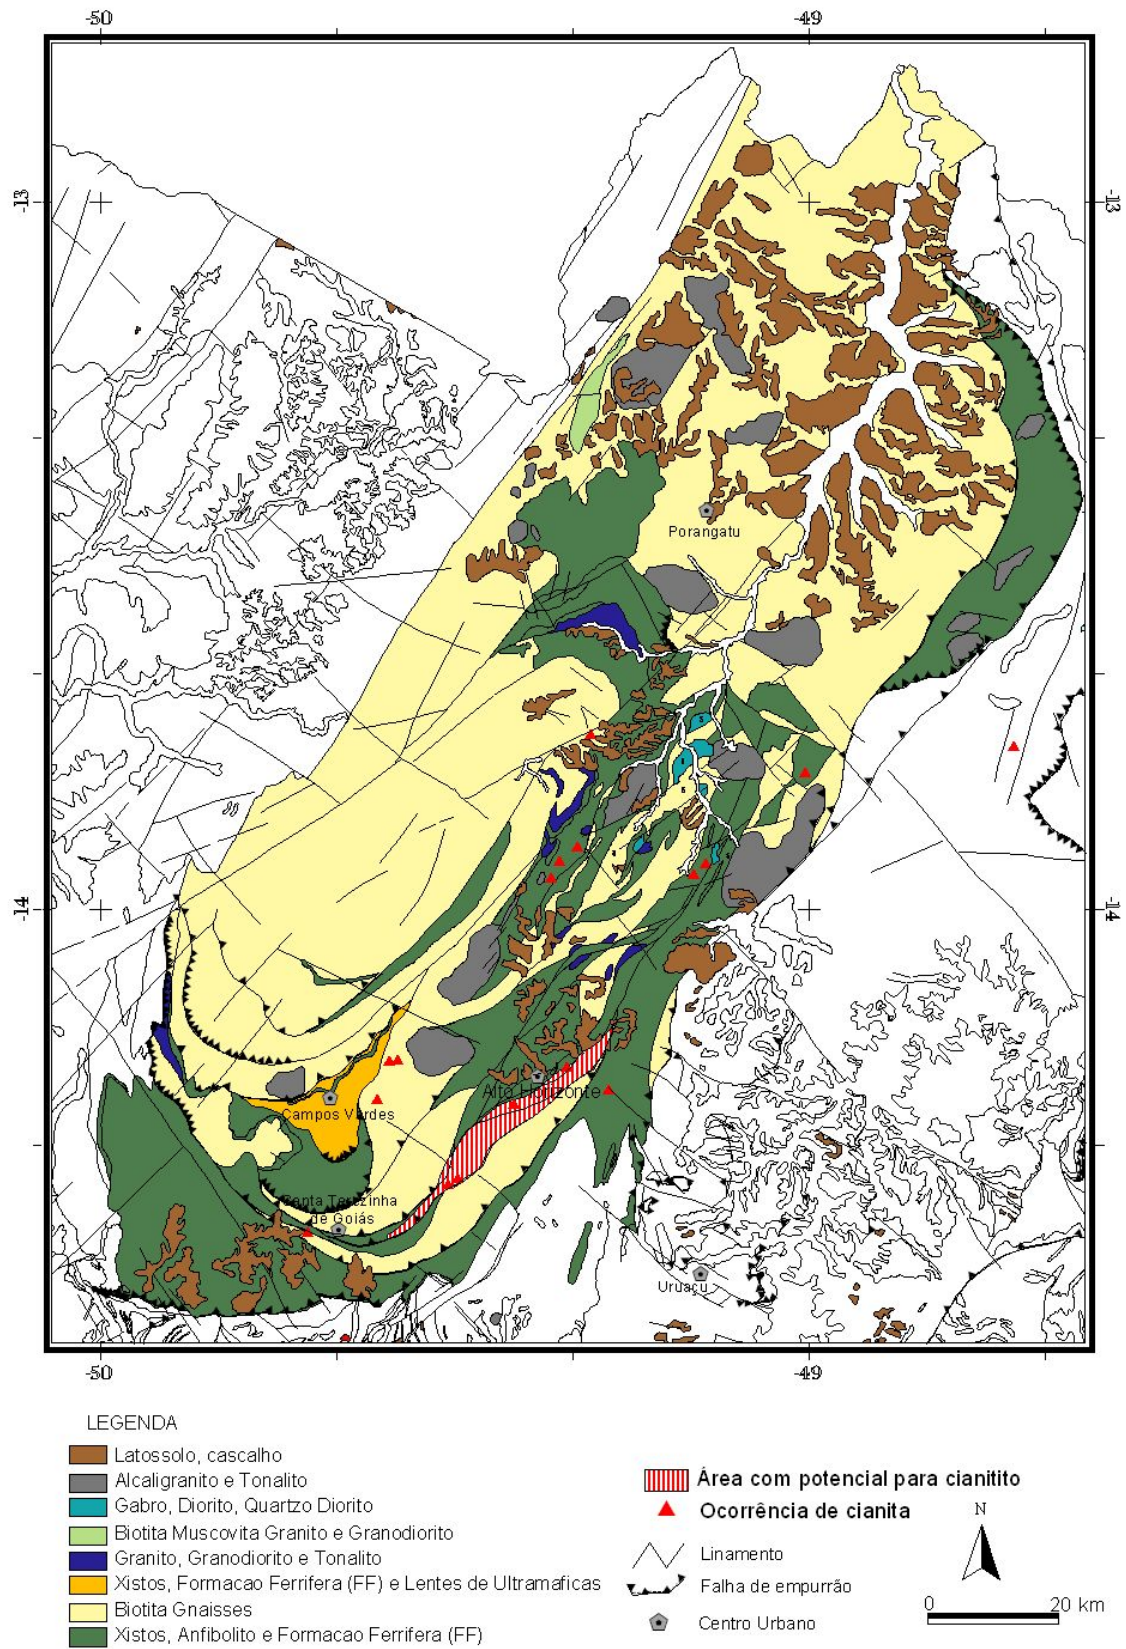 -50
-49
-13
-13
Porangatu
3
5
-14
-14
Alto Horizonte
Campos Verdes
Santa Terezinha
de Goiás
Uruaçu
-50
-49
LEGENDA
Latossolo, cascalho
Alcaligranito e Tonalito
Gabro, Diorito, Quartzo Diorito
Biotita Muscovita Granito e Granodiorito
Granito, Granodiorito e Tonalito
Xistos, Formacao Ferrifera (FF) e Lentes de Ultramaficas
Biotita Gnaisses
Xistos, Anfibolito e Formacao Ferrifera (FF)
Área com potencial para cianitito
Ocorrência de cianita
Linamento
Falha de empurrão
Centro Urbano
N
0 20 km